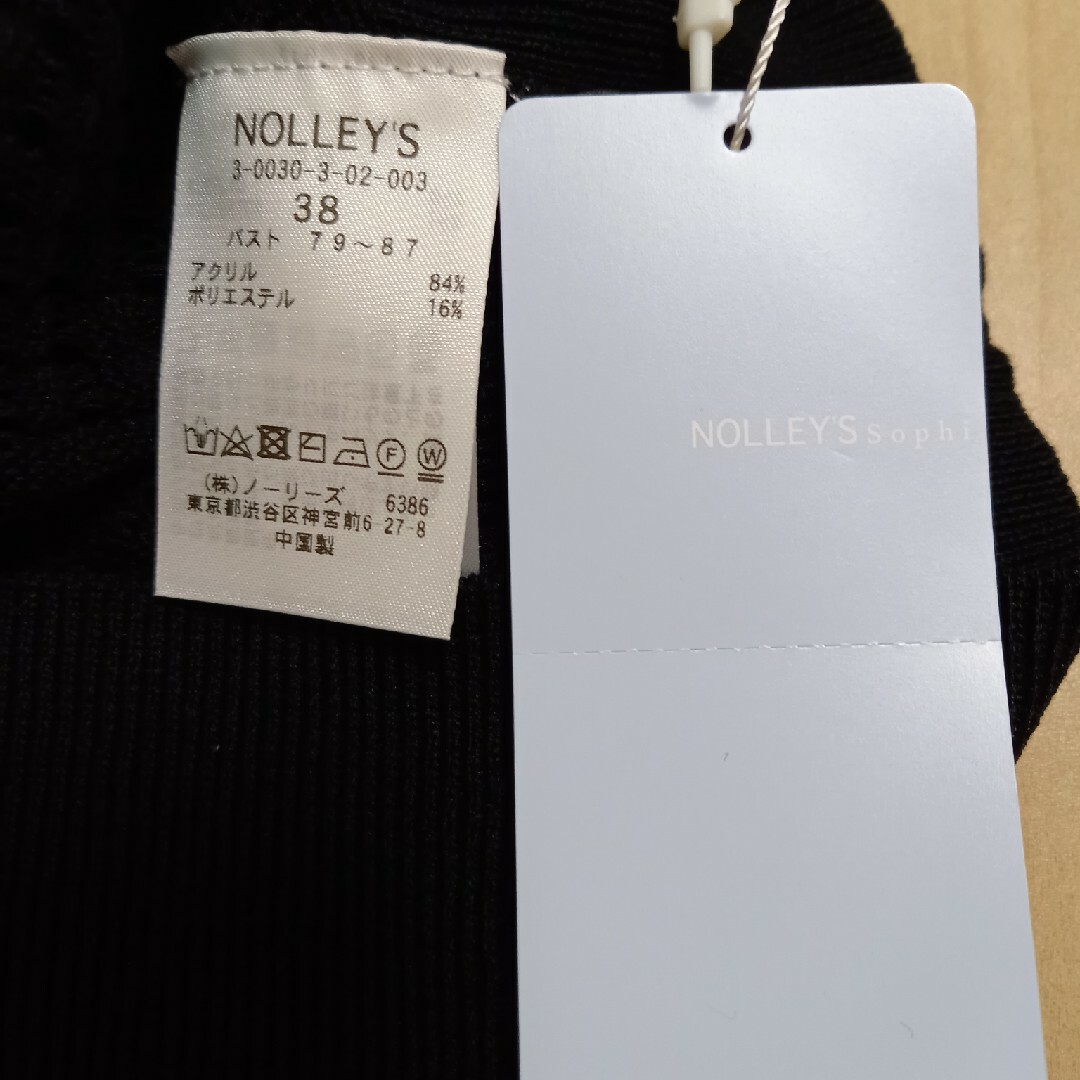 NOLLEY'S
3-0030-3-02-003
38
バスト 79~87
アクリル 84%
ポリエステル 16%
F W
(株)ノーリーズ 6386
東京都渋谷区神宮前6-27-8
中国製
NOLLEY'S Sophi